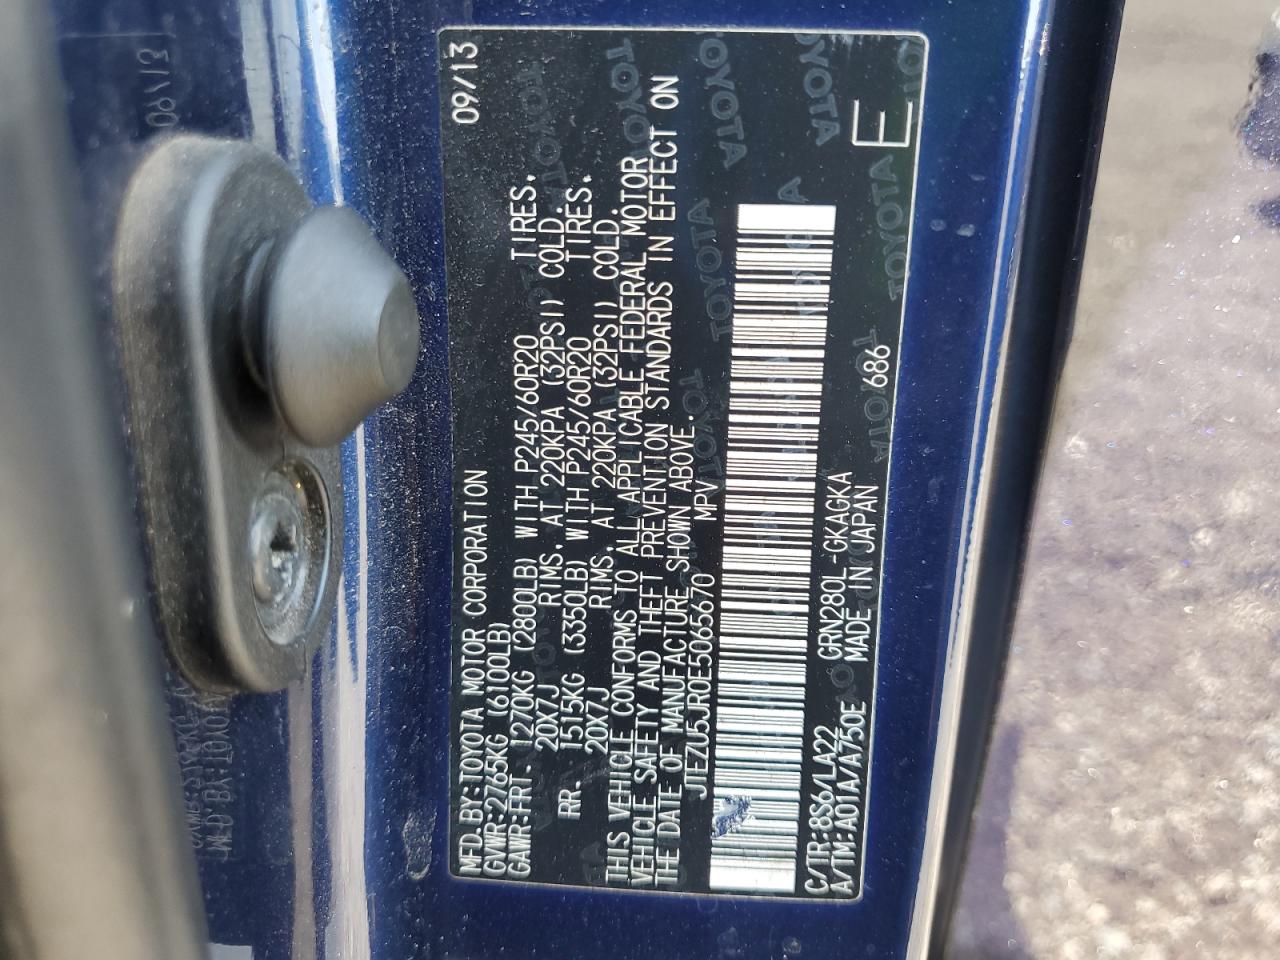 MFD.BY:TOYOTA MOTOR CORPORATION 09/13
GVWR:2765KG (6100LB)
GAWR:FRT. 1270KG (2800LB) WITH P245/60R20 TIRES.
20X7J RIMS. AT 220KPA (32PSI) COLD.
RR. 1515KG (3350LB) WITH P245/60R20 TIRES.
20X7J RIMS. AT 220KPA (32PSI) COLD.
THIS VEHICLE CONFORMS TO ALL APPLICABLE FEDERAL MOTOR
VEHICLE SAFETY AND THEFT PREVENTION STANDARDS IN EFFECT ON
THE DATE OF MANUFACTURE SHOWN ABOVE.
JTEZU5JR0E5065670 MPV
C/TR:8S6/LA22 GRN280L-GKAGKA 686
A/TM:A01A/A750E MADE IN JAPAN E
TOYOTA